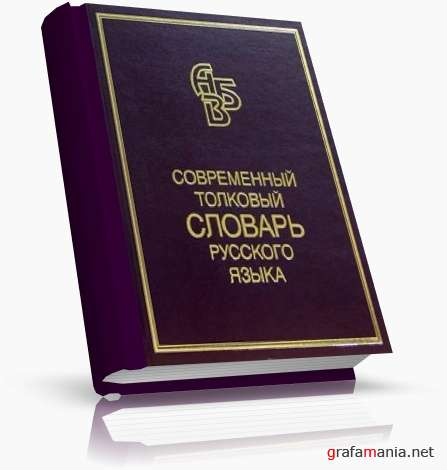 АБВ
СОВРЕМЕННЫЙ
ТОЛКОВЫЙ
СЛОВАРЬ
РУССКОГО
ЯЗЫКА
grafamania.net